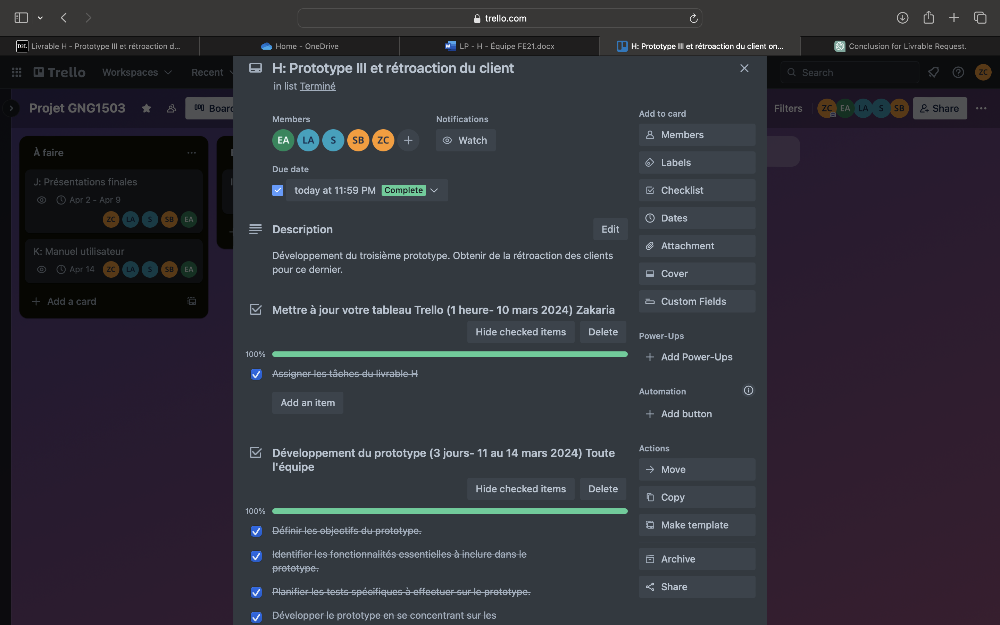 trello.com
D2L Livrable H - Prototype III et rétroaction d...
Home - OneDrive
W LP - H - Équipe FE21.docx
H: Prototype III et rétroaction du client on...
Conclusion for Livrable Request.
Trello
Workspaces
Recent
Search
ZC
Projet GNG1503
Filters
ZC EA LA S SB
Share
À faire
J: Présentations finales
Apr 2 - Apr 9
ZC LA S SB EA
K: Manuel utilisateur
Apr 14
ZC LA S SB EA
Add a card
H: Prototype III et rétroaction du client
in list Terminé
Members
EA LA S SB ZC
Notifications
Watch
Due date
today at 11:59 PM Complete
Description
Edit
Développement du troisième prototype. Obtenir de la rétroaction des clients
pour ce dernier.
Mettre à jour votre tableau Trello (1 heure- 10 mars 2024) Zakaria
Hide checked items
Delete
100%
Assigner les tâches du livrable H
Add an item
Développement du prototype (3 jours- 11 au 14 mars 2024) Toute
l'équipe
Hide checked items
Delete
100%
Définir les objectifs du prototype.
Identifier les fonctionnalités essentielles à inclure dans le
prototype.
Planifier les tests spécifiques à effectuer sur le prototype.
Développer le prototype en se concentrant sur les
Add to card
Members
Labels
Checklist
Dates
Attachment
Cover
Custom Fields
Power-Ups
Add Power-Ups
Automation
Add button
Actions
Move
Copy
Make template
Archive
Share